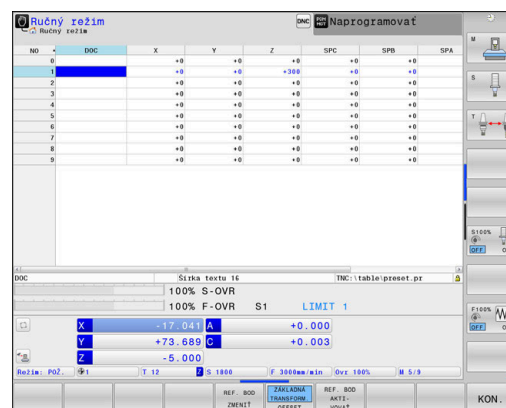 Ručný režim
Ručný režim
DNC
Naprogramovať
NO DOC X Y Z SPC SPB SPA
0 +0 +0 +0 +0 +0
1 +0 +0 +300 +0 +0
2 +0 +0 +0 +0 +0
3 +0 +0 +0 +0 +0
4 +0 +0 +0 +0 +0
5 +0 +0 +0 +0 +0
6 +0 +0 +0 +0 +0
7 +0 +0 +0 +0 +0
8 +0 +0 +0 +0 +0
9 +0 +0 +0 +0 +0
DOC Šírka textu 16 TNC:\table\preset.pr
100% S-OVR
100% F-OVR S1 LIMIT 1
X -17.041 A +0.000
Y +73.689 C +0.003
Z -5.000
Režim: POŽ. 1 T 12 Z S 1800 F 3000mm/min Ovr 100% M 5/9
REF. BOD
ZMENIŤ
ZÁKLADNÁ
TRANSFORM
OFFSET
REF. BOD
AKTI-
VOVAŤ
KON.
M
S
T
S100%
OFF
F100%
OFF